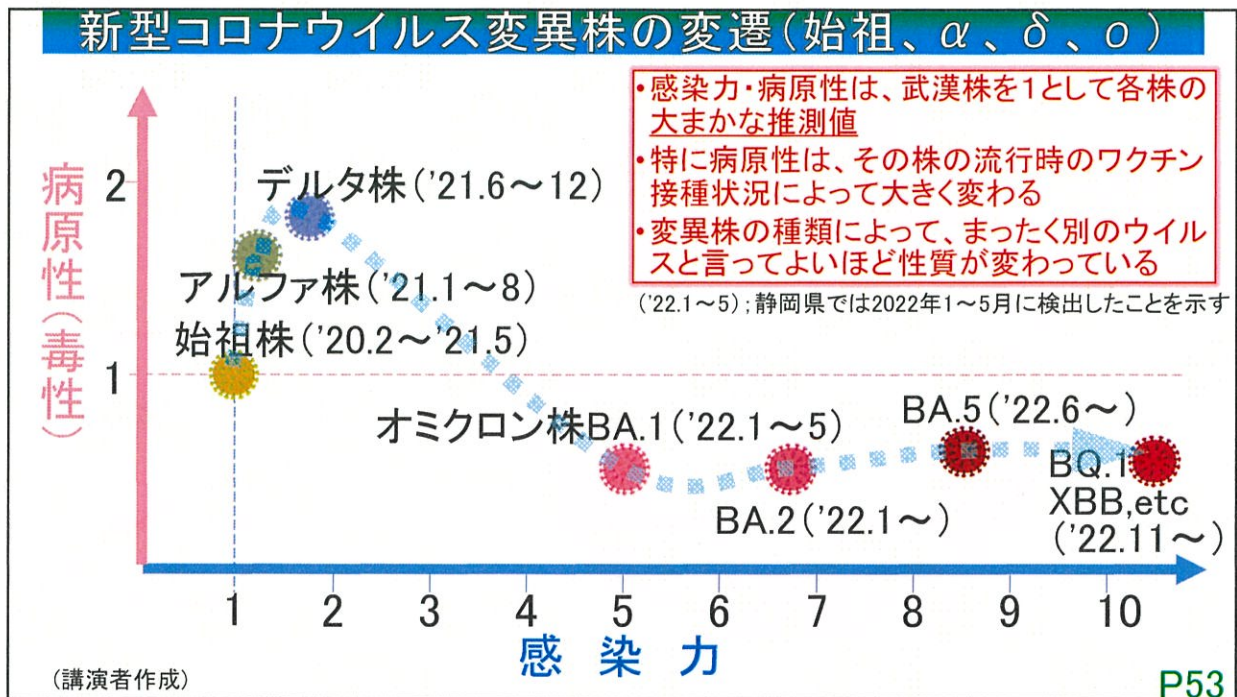 新型コロナウイルス変異株の変遷(始祖、α、δ、ο)
・感染力・病原性は、武漢株を1として各株の
大まかな推測値
・特に病原性は、その株の流行時のワクチン
接種状況によって大きく変わる
・変異株の種類によって、まったく別のウイル
スと言ってよいほど性質が変わっている
('22.1~5);静岡県では2022年1~5月に検出したことを示す
病原性(毒性)
2
1
デルタ株('21.6~12)
アルファ株('21.1~8)
始祖株('20.2~'21.5)
オミクロン株BA.1('22.1~5)
BA.2('22.1~)
BA.5('22.6~)
BQ.1
XBB,etc
('22.11~)
1 2 3 4 5 6 7 8 9 10
感染力
(講演者作成)
P53